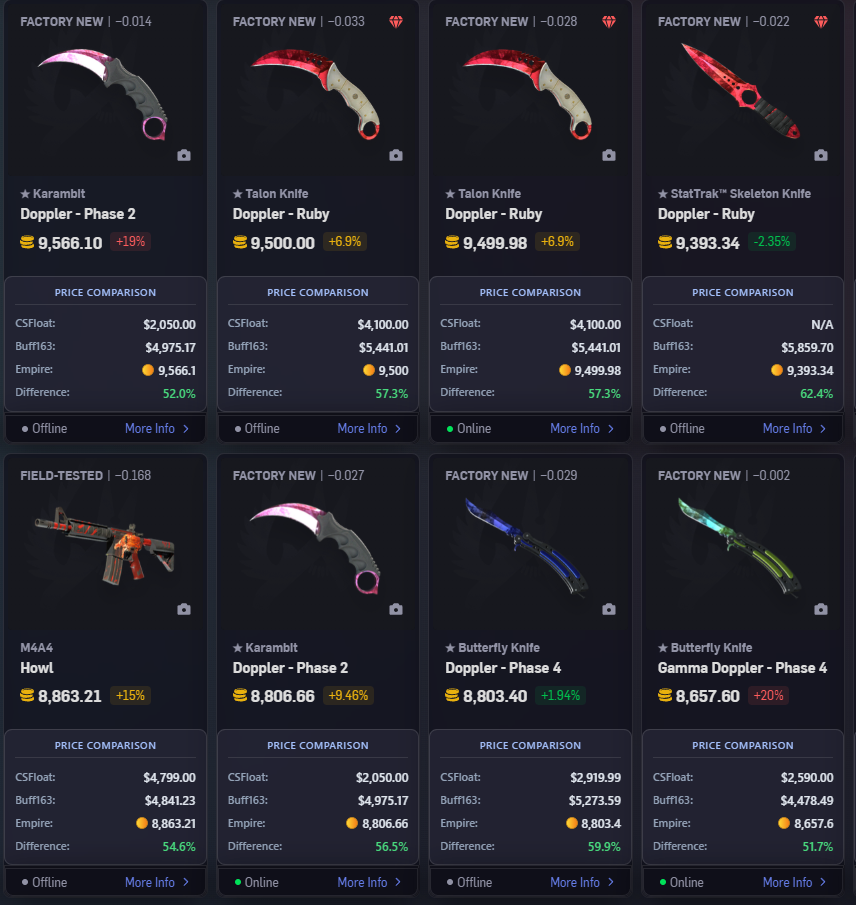 FACTORY NEW | ~0.014
★ Karambit
Doppler - Phase 2
9,566.10 +19%
PRICE COMPARISON
CSFloat: $2,050.00
Buff163: $4,975.17
Empire: 9,566.1
Difference: 52.0%
Offline More Info >
FACTORY NEW | ~0.033
★ Talon Knife
Doppler - Ruby
9,500.00 +6.9%
PRICE COMPARISON
CSFloat: $4,100.00
Buff163: $5,441.01
Empire: 9,500
Difference: 57.3%
Offline More Info >
FACTORY NEW | ~0.028
★ Talon Knife
Doppler - Ruby
9,499.98 +6.9%
PRICE COMPARISON
CSFloat: $4,100.00
Buff163: $5,441.01
Empire: 9,499.98
Difference: 57.3%
Online More Info >
FACTORY NEW | ~0.022
★ StatTrak™ Skeleton Knife
Doppler - Ruby
9,393.34 -2.35%
PRICE COMPARISON
CSFloat: N/A
Buff163: $5,859.70
Empire: 9,393.34
Difference: 62.4%
Offline More Info >
FIELD-TESTED | ~0.168
M4A4
Howl
8,863.21 +15%
PRICE COMPARISON
CSFloat: $4,799.00
Buff163: $4,841.23
Empire: 8,863.21
Difference: 54.6%
Offline More Info >
FACTORY NEW | ~0.027
★ Karambit
Doppler - Phase 2
8,806.66 +9.46%
PRICE COMPARISON
CSFloat: $2,050.00
Buff163: $4,975.17
Empire: 8,806.66
Difference: 56.5%
Online More Info >
FACTORY NEW | ~0.029
★ Butterfly Knife
Doppler - Phase 4
8,803.40 +1.94%
PRICE COMPARISON
CSFloat: $2,919.99
Buff163: $5,273.59
Empire: 8,803.4
Difference: 59.9%
Offline More Info >
FACTORY NEW | ~0.002
★ Butterfly Knife
Gamma Doppler - Phase 4
8,657.60 +20%
PRICE COMPARISON
CSFloat: $2,590.00
Buff163: $4,478.49
Empire: 8,657.6
Difference: 51.7%
Online More Info >